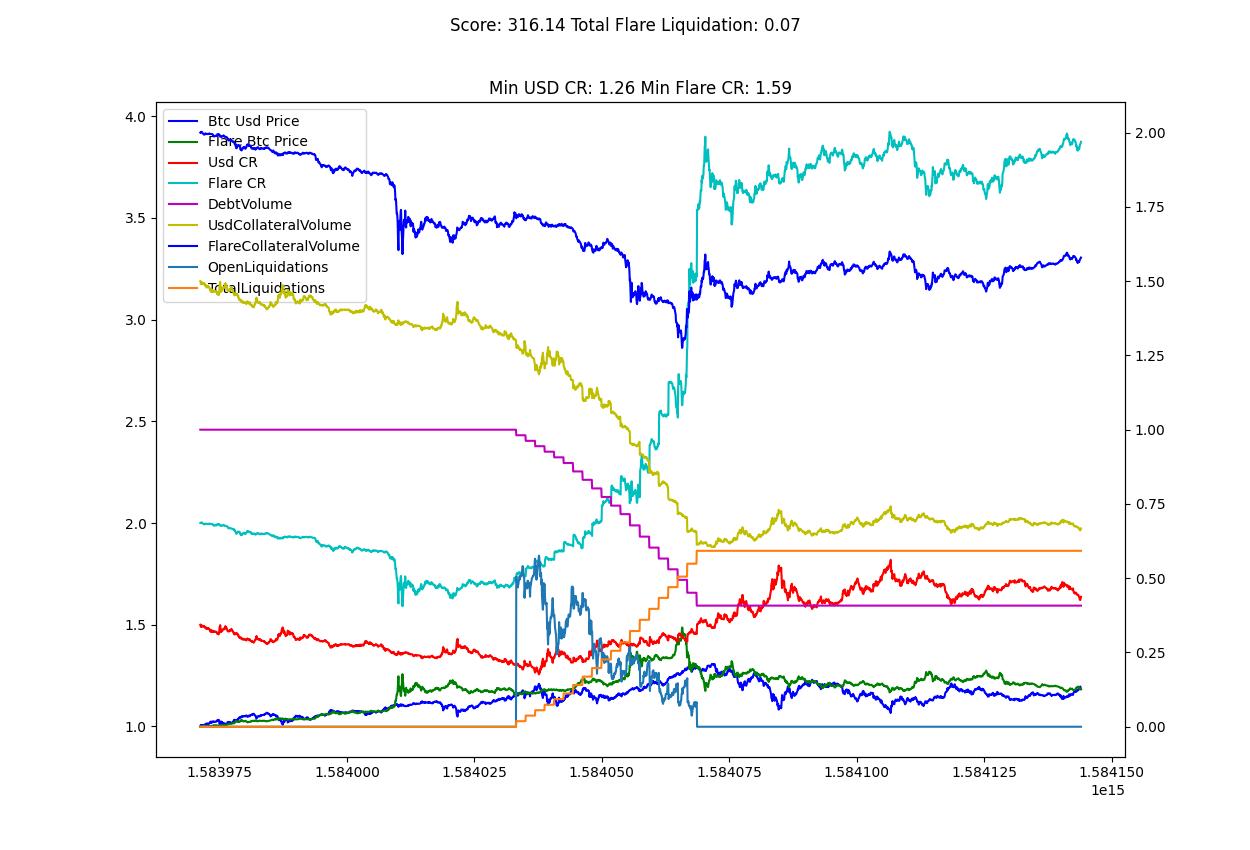 Score: 316.14 Total Flare Liquidation: 0.07
Min USD CR: 1.26 Min Flare CR: 1.59
4.0
3.5
3.0
2.5
2.0
1.5
1.0
Btc Usd Price
Flare Btc Price
Usd CR
Flare CR
DebtVolume
UsdCollateralVolume
FlareCollateralVolume
OpenLiquidations
TotalLiquidations
2.00
1.75
1.50
1.25
1.00
0.75
0.50
0.25
0.00
1.583975 1.584000 1.584025 1.584050 1.584075 1.584100 1.584125 1.584150
1e15